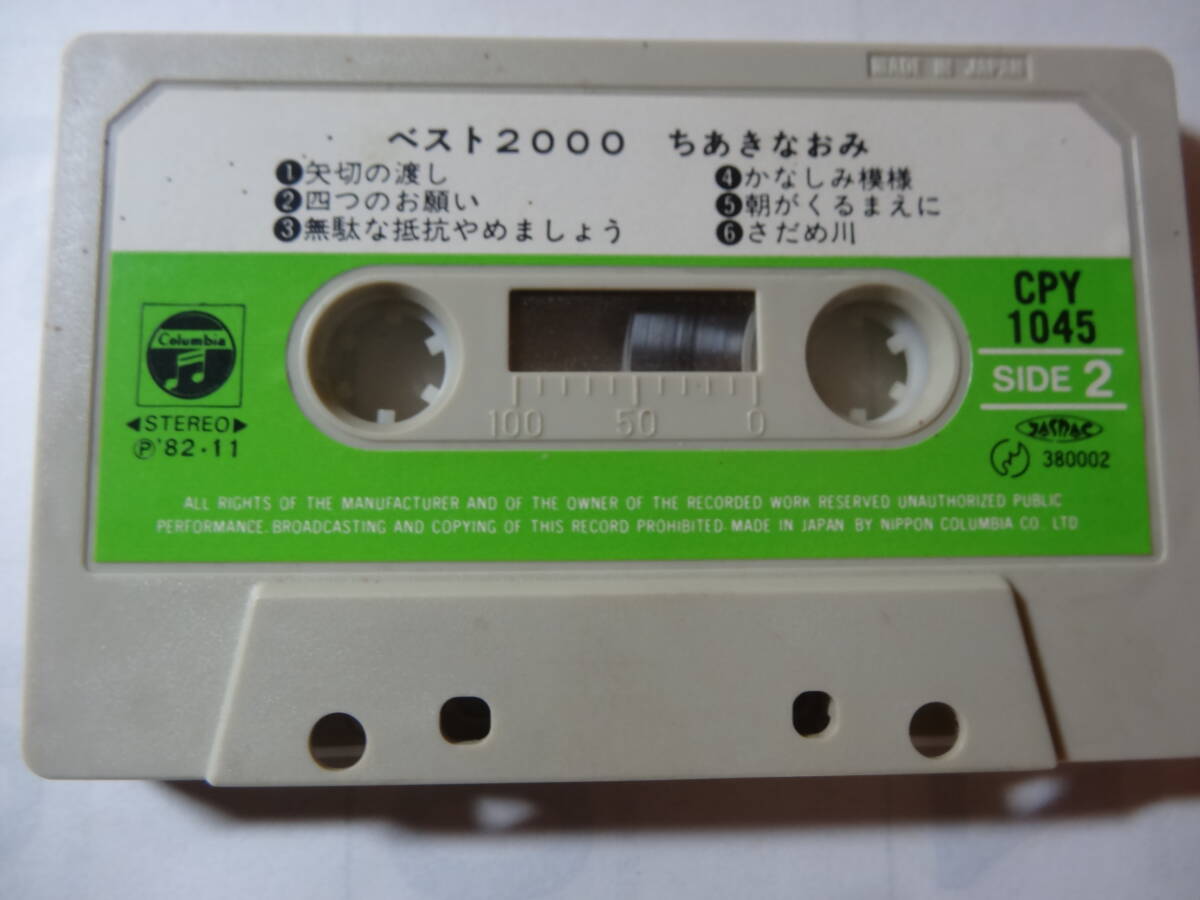 MADE IN JAPAN
ベスト2000 ちあきなおみ
❶矢切の渡し
❷四つのお願い
❸無駄な抵抗やめましょう
❹かなしみ模様
❺朝がくるまえに
❻さだめ川
Columbia
◀STEREO▶
Ⓟ'82・11
100 50 0
CPY
1045
SIDE 2
JASRAC
380002
ALL RIGHTS OF THE MANUFACTURER AND OF THE OWNER OF THE RECORDED WORK RESERVED UNAUTHORIZED PUBLIC
PERFORMANCE. BROADCASTING AND COPYING OF THIS RECORD PROHIBITED. MADE IN JAPAN BY NIPPON COLUMBIA CO., LTD